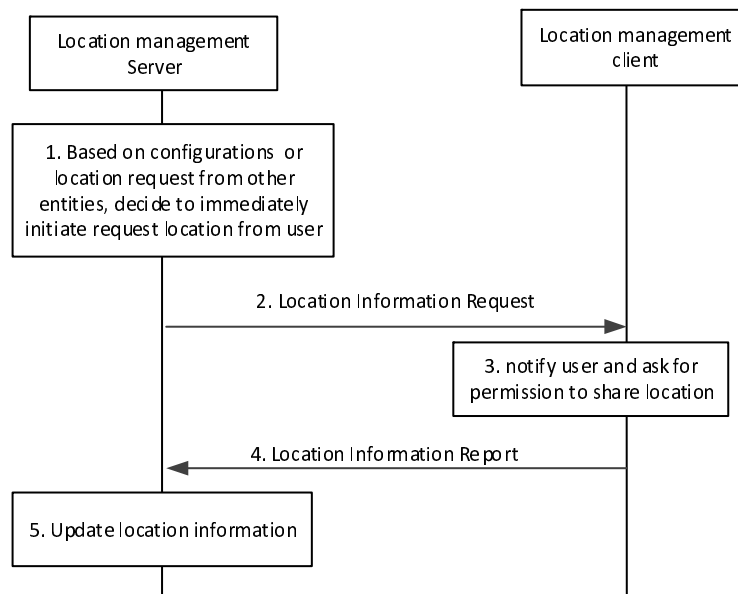 Location management
Server
Location management
client
1. Based on configurations or
location request from other
entities, decide to immediately
initiate request location from user
2. Location Information Request
3. notify user and ask for
permission to share location
4. Location Information Report
5. Update location information